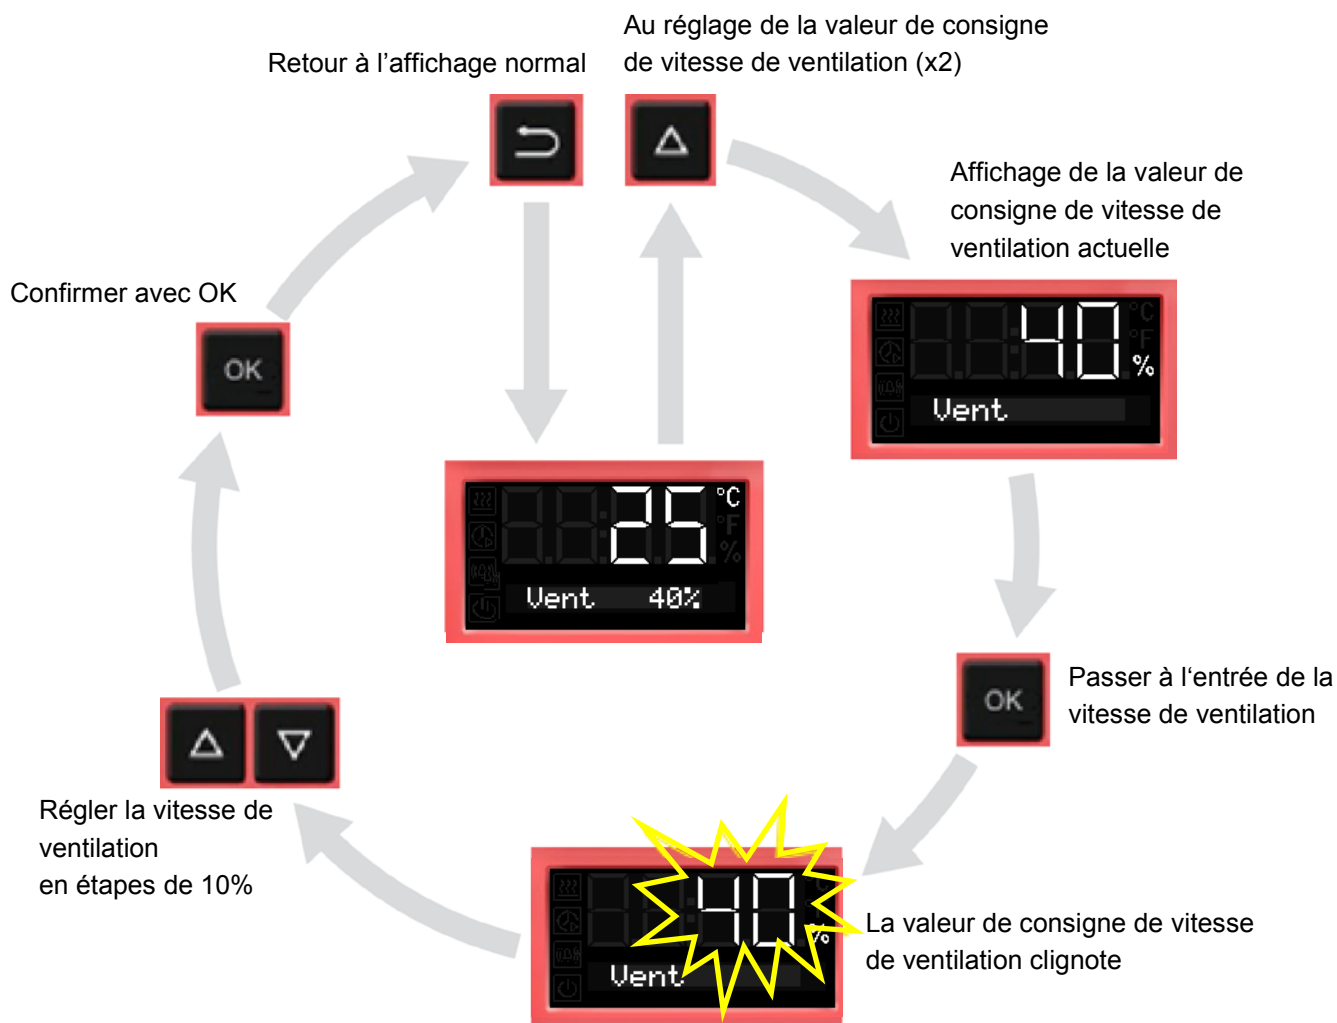 Au réglage de la valeur de consigne
de vitesse de ventilation (x2)
Retour à l’affichage normal
Affichage de la valeur de
consigne de vitesse de
ventilation actuelle
Confirmer avec OK
OK
40
°C
°F
%
Vent
25
°C
°F
%
Vent 40%
OK
Passer à l‘entrée de la
vitesse de ventilation
Régler la vitesse de
ventilation
en étapes de 10%
40
%
Vent
La valeur de consigne de vitesse
de ventilation clignote